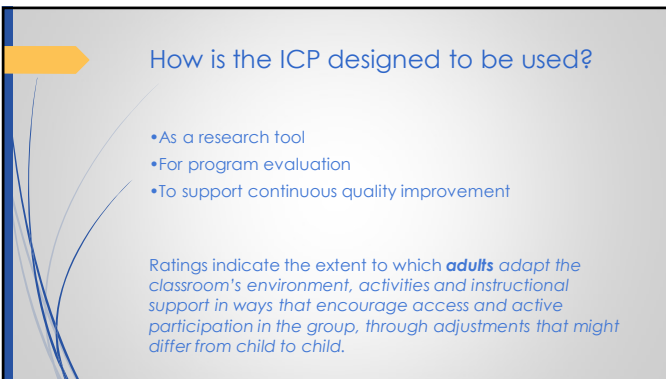 How is the ICP designed to be used?
•As a research tool
•For program evaluation
•To support continuous quality improvement
Ratings indicate the extent to which adults adapt the
classroom's environment, activities and instructional
support in ways that encourage access and active
participation in the group, through adjustments that might
differ from child to child.